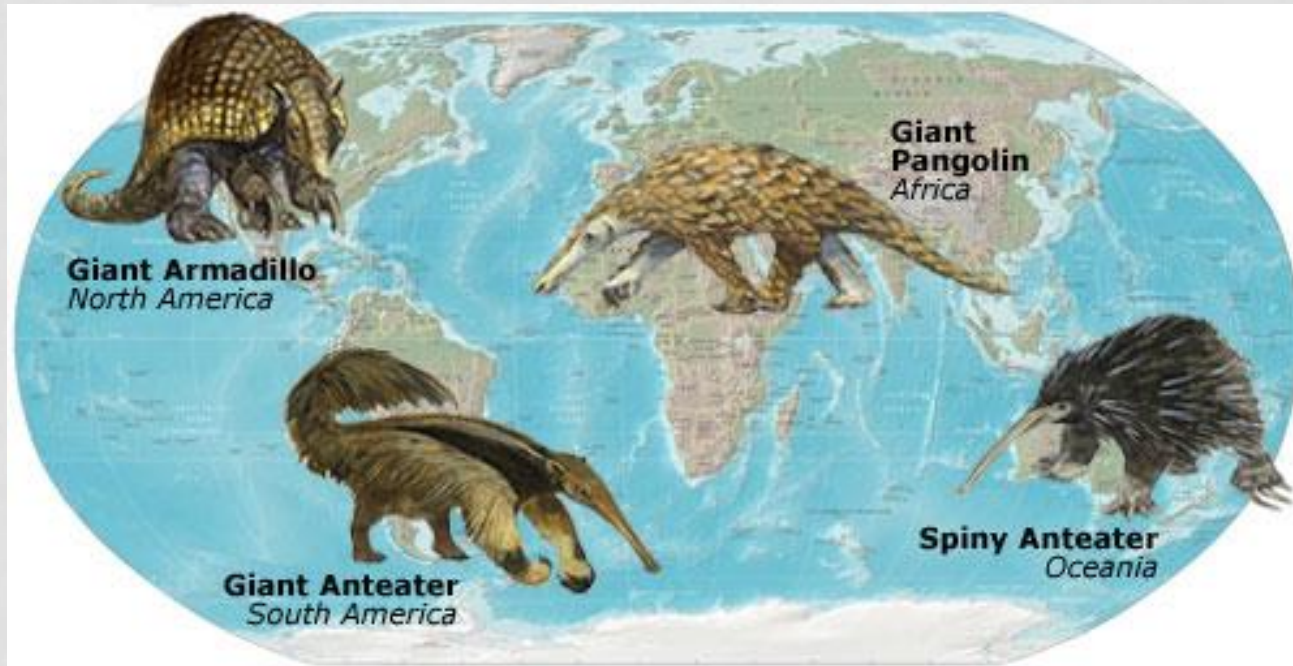 Giant Armadillo
North America
Giant
Pangolin
Africa
Giant Anteater
South America
Spiny Anteater
Oceania